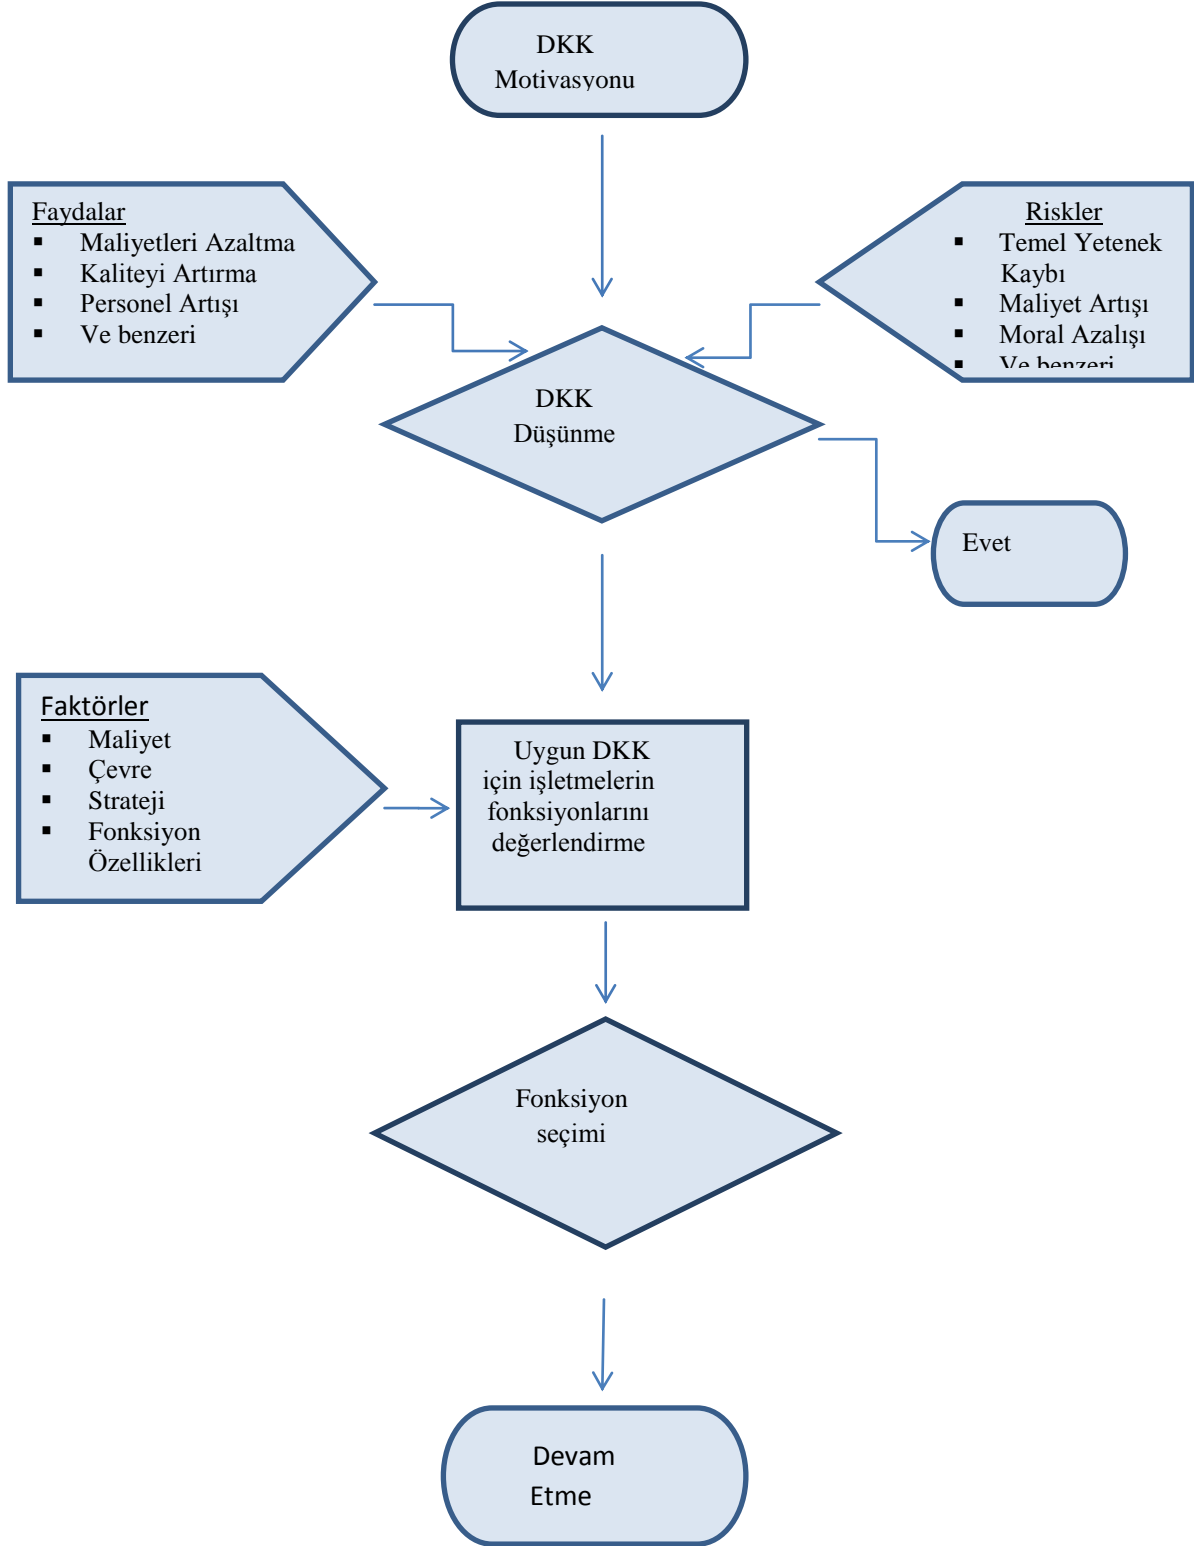 DKK
Motivasyonu
Faydalar
▪ Maliyetleri Azaltma
▪ Kaliteyi Artırma
▪ Personel Artışı
▪ Ve benzeri
Riskler
▪ Temel Yetenek
Kaybı
▪ Maliyet Artışı
▪ Moral Azalışı
▪ Ve benzeri
DKK
Düşünme
Evet
Faktörler
▪ Maliyet
▪ Çevre
▪ Strateji
▪ Fonksiyon
Özellikleri
Uygun DKK
için işletmelerin
fonksiyonlarını
değerlendirme
Fonksiyon
seçimi
Devam
Etme